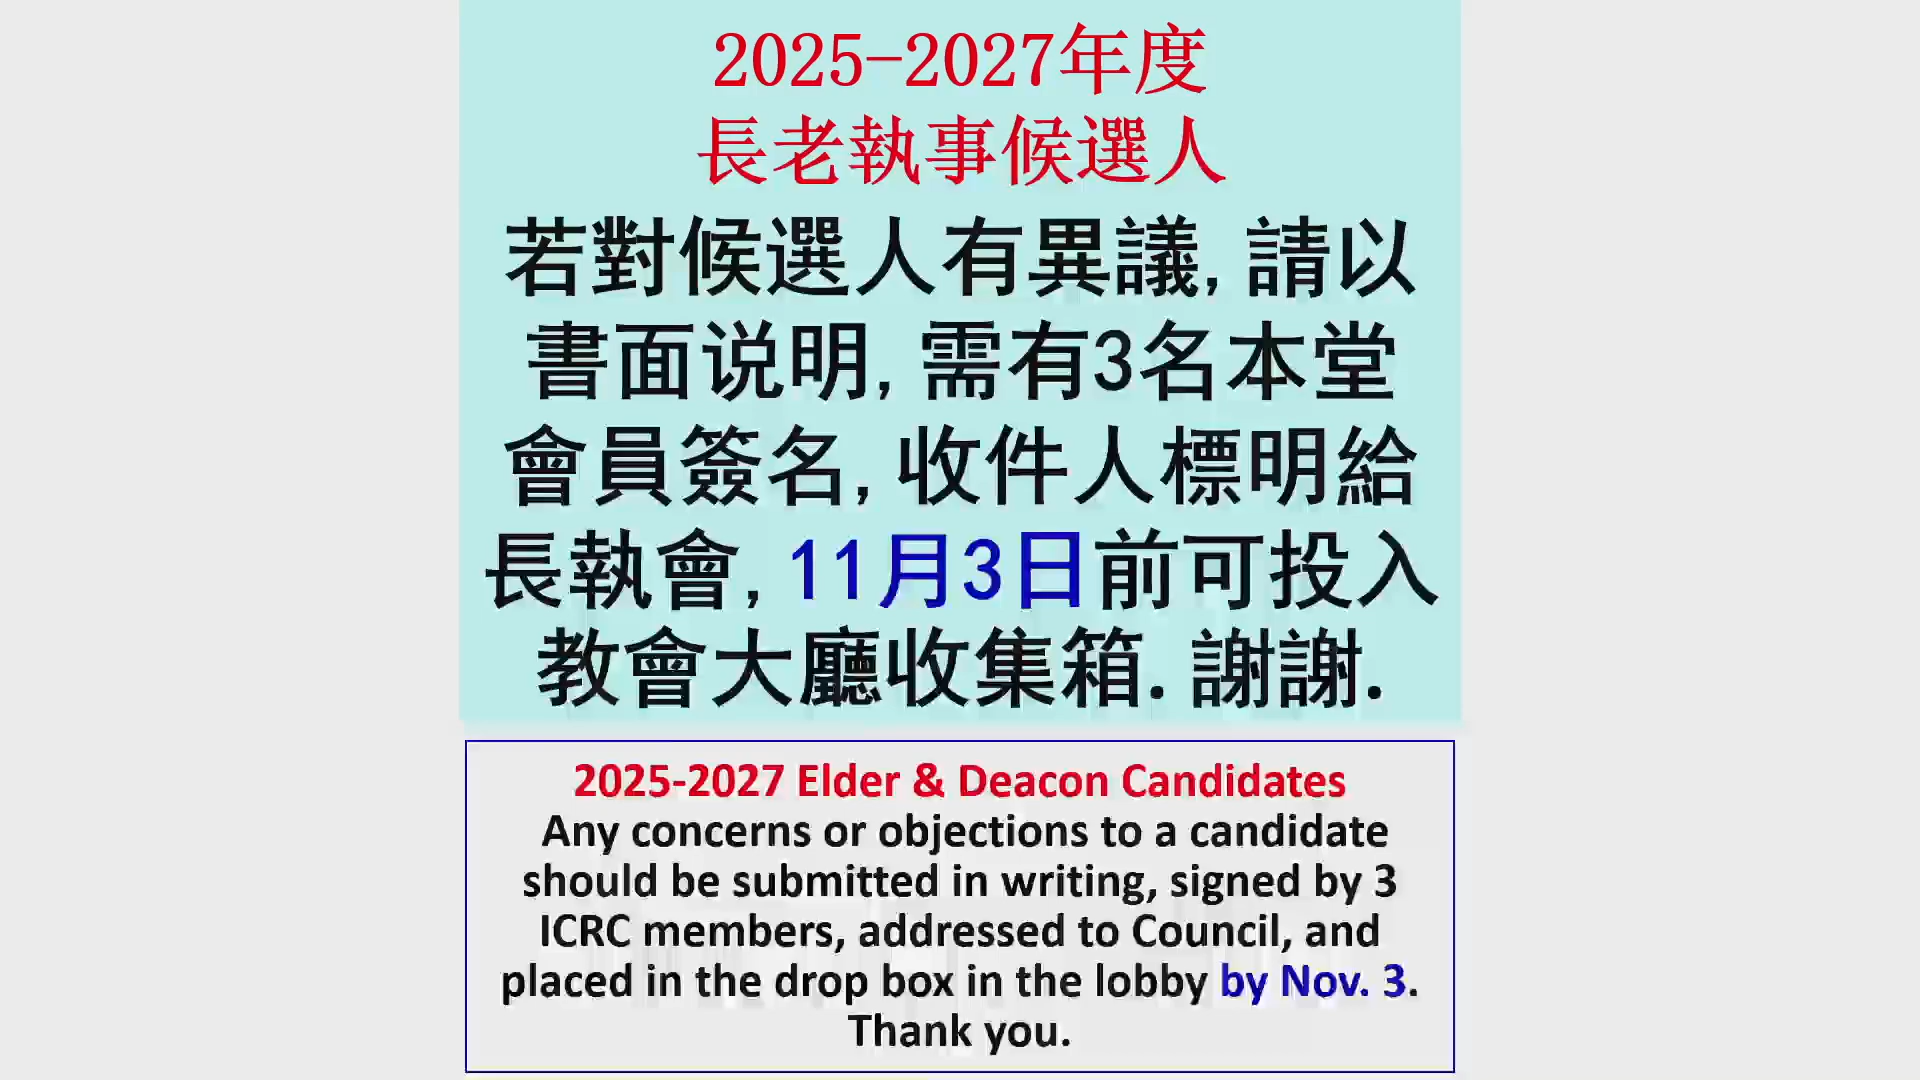 2025-2027年度
長老執事候選人
若對候選人有異議,請以
書面说明,需有3名本堂
會員簽名,收件人標明給
長執會,11月3日前可投入
教會大廳收集箱.謝謝.
2025-2027 Elder & Deacon Candidates
Any concerns or objections to a candidate
should be submitted in writing, signed by 3
ICRC members, addressed to Council, and
placed in the drop box in the lobby by Nov. 3.
Thank you.